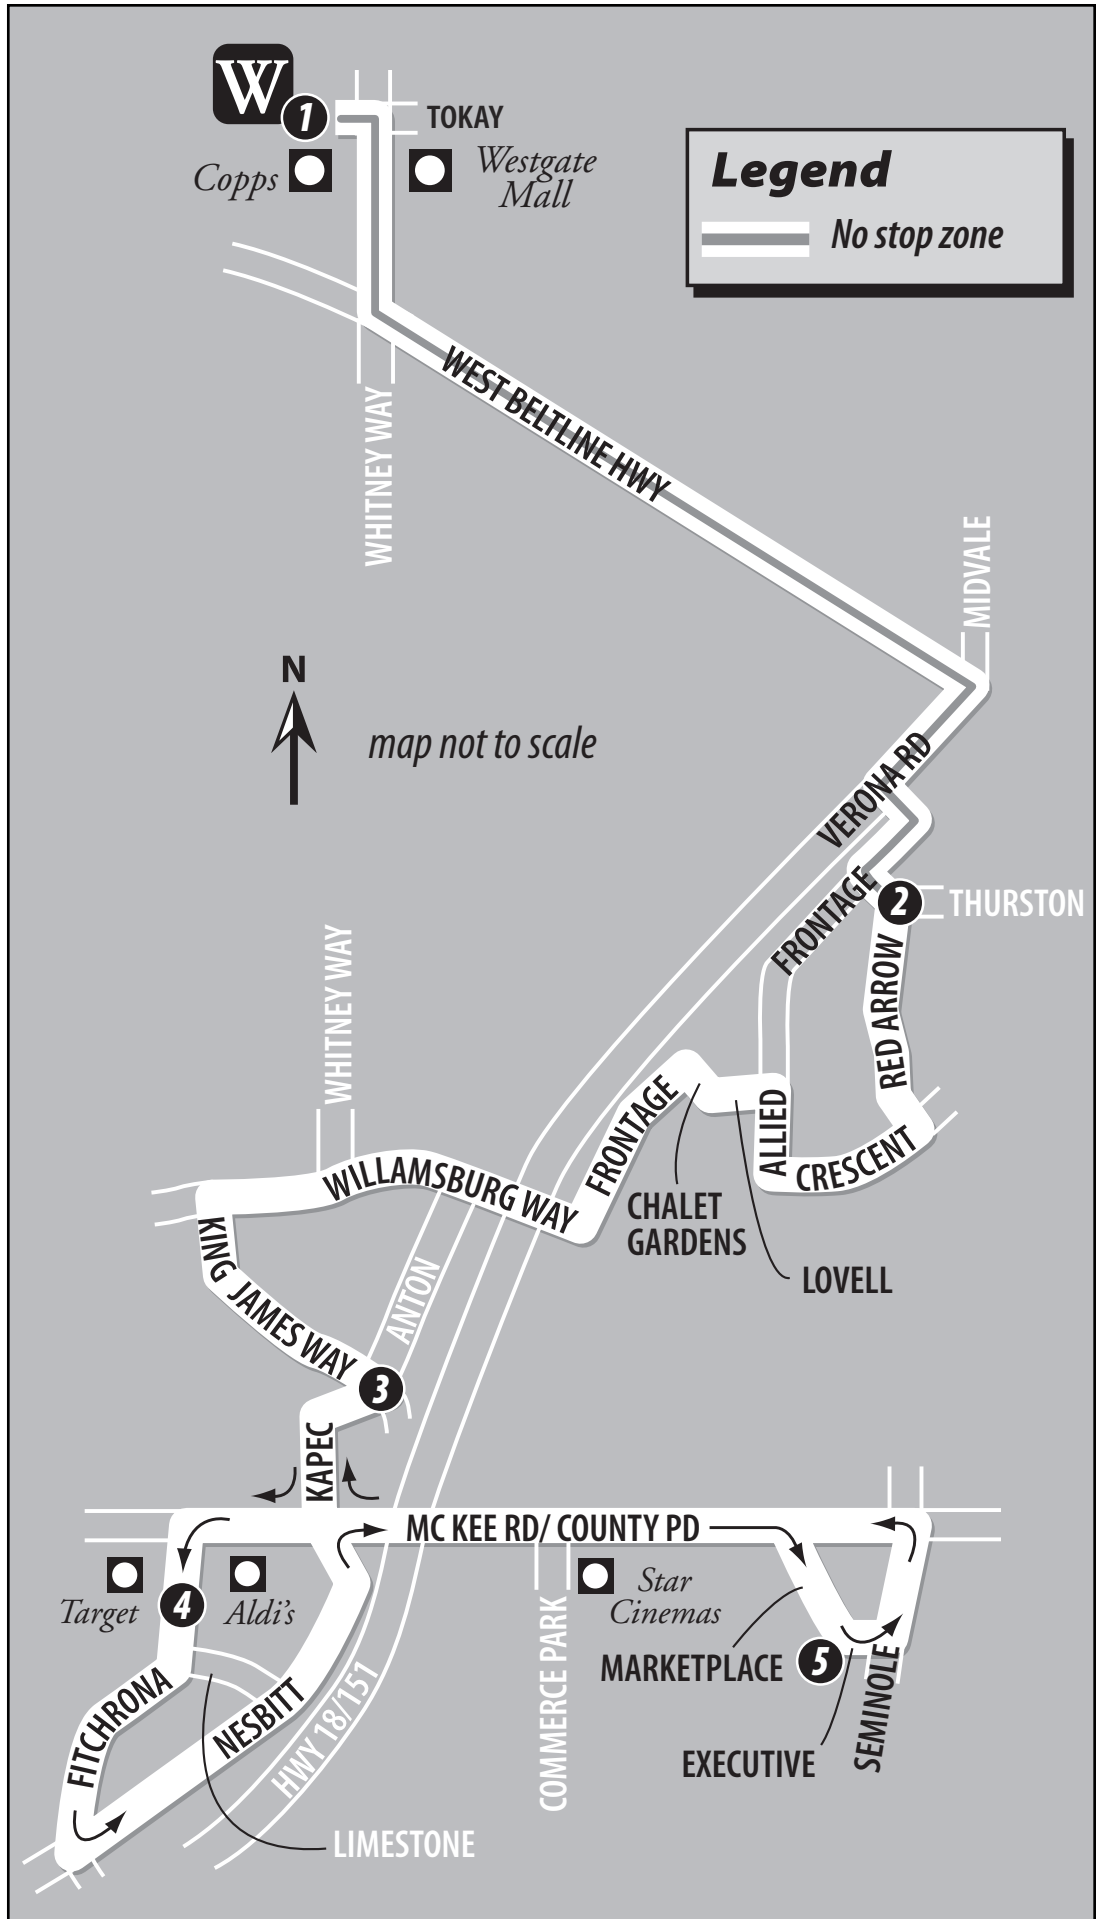 W
1
TOKAY
Copps
Westgate
Mall
Legend
No stop zone
WEST BELTLINE HWY
WHITNEY WAY
MIDVALE
N
map not to scale
VERONA RD
FRONTAGE
2
THURSTON
RED ARROW
WHITNEY WAY
FRONTAGE
ALLIED
CRESCENT
WILLAMSBURG WAY
CHALET
GARDENS
LOVELL
KING JAMES WAY
ANTON
3
KAPEC
MC KEE RD/ COUNTY PD
Target
4
Aldi's
Star
Cinemas
MARKETPLACE
5
COMMERCE PARK
SEMINOLE
EXECUTIVE
FITCHRONA
NESBITT
HWY 18/151
LIMESTONE